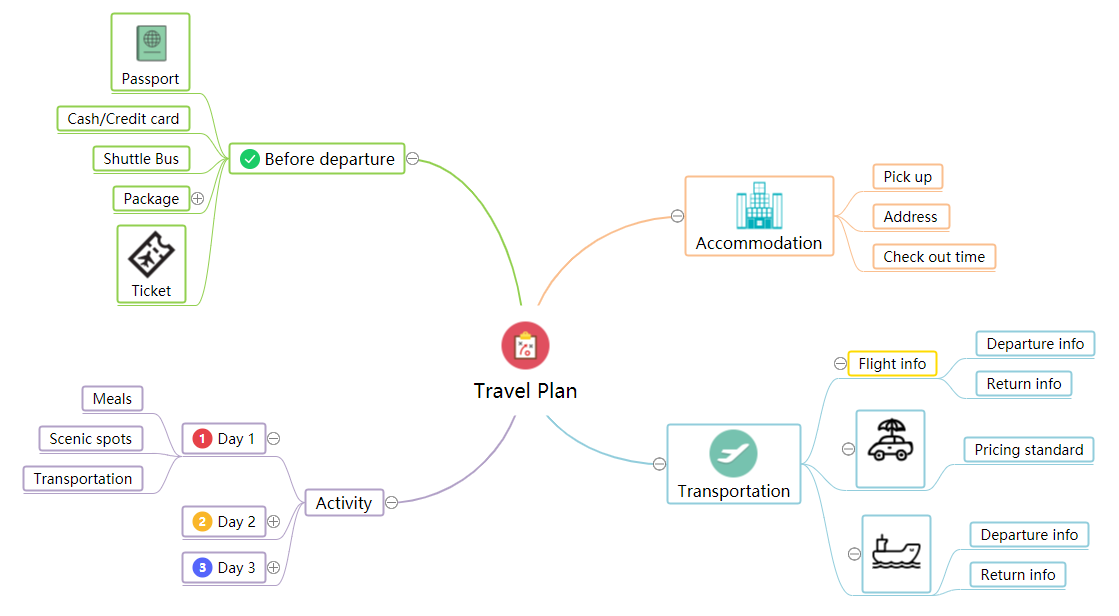 Passport
Cash/Credit card
Shuttle Bus
Package
Ticket
Before departure
Accommodation
Pick up
Address
Check out time
Travel Plan
Meals
Scenic spots
Transportation
1 Day 1
2 Day 2
3 Day 3
Activity
Transportation
Flight info
Departure info
Return info
Pricing standard
Departure info
Return info